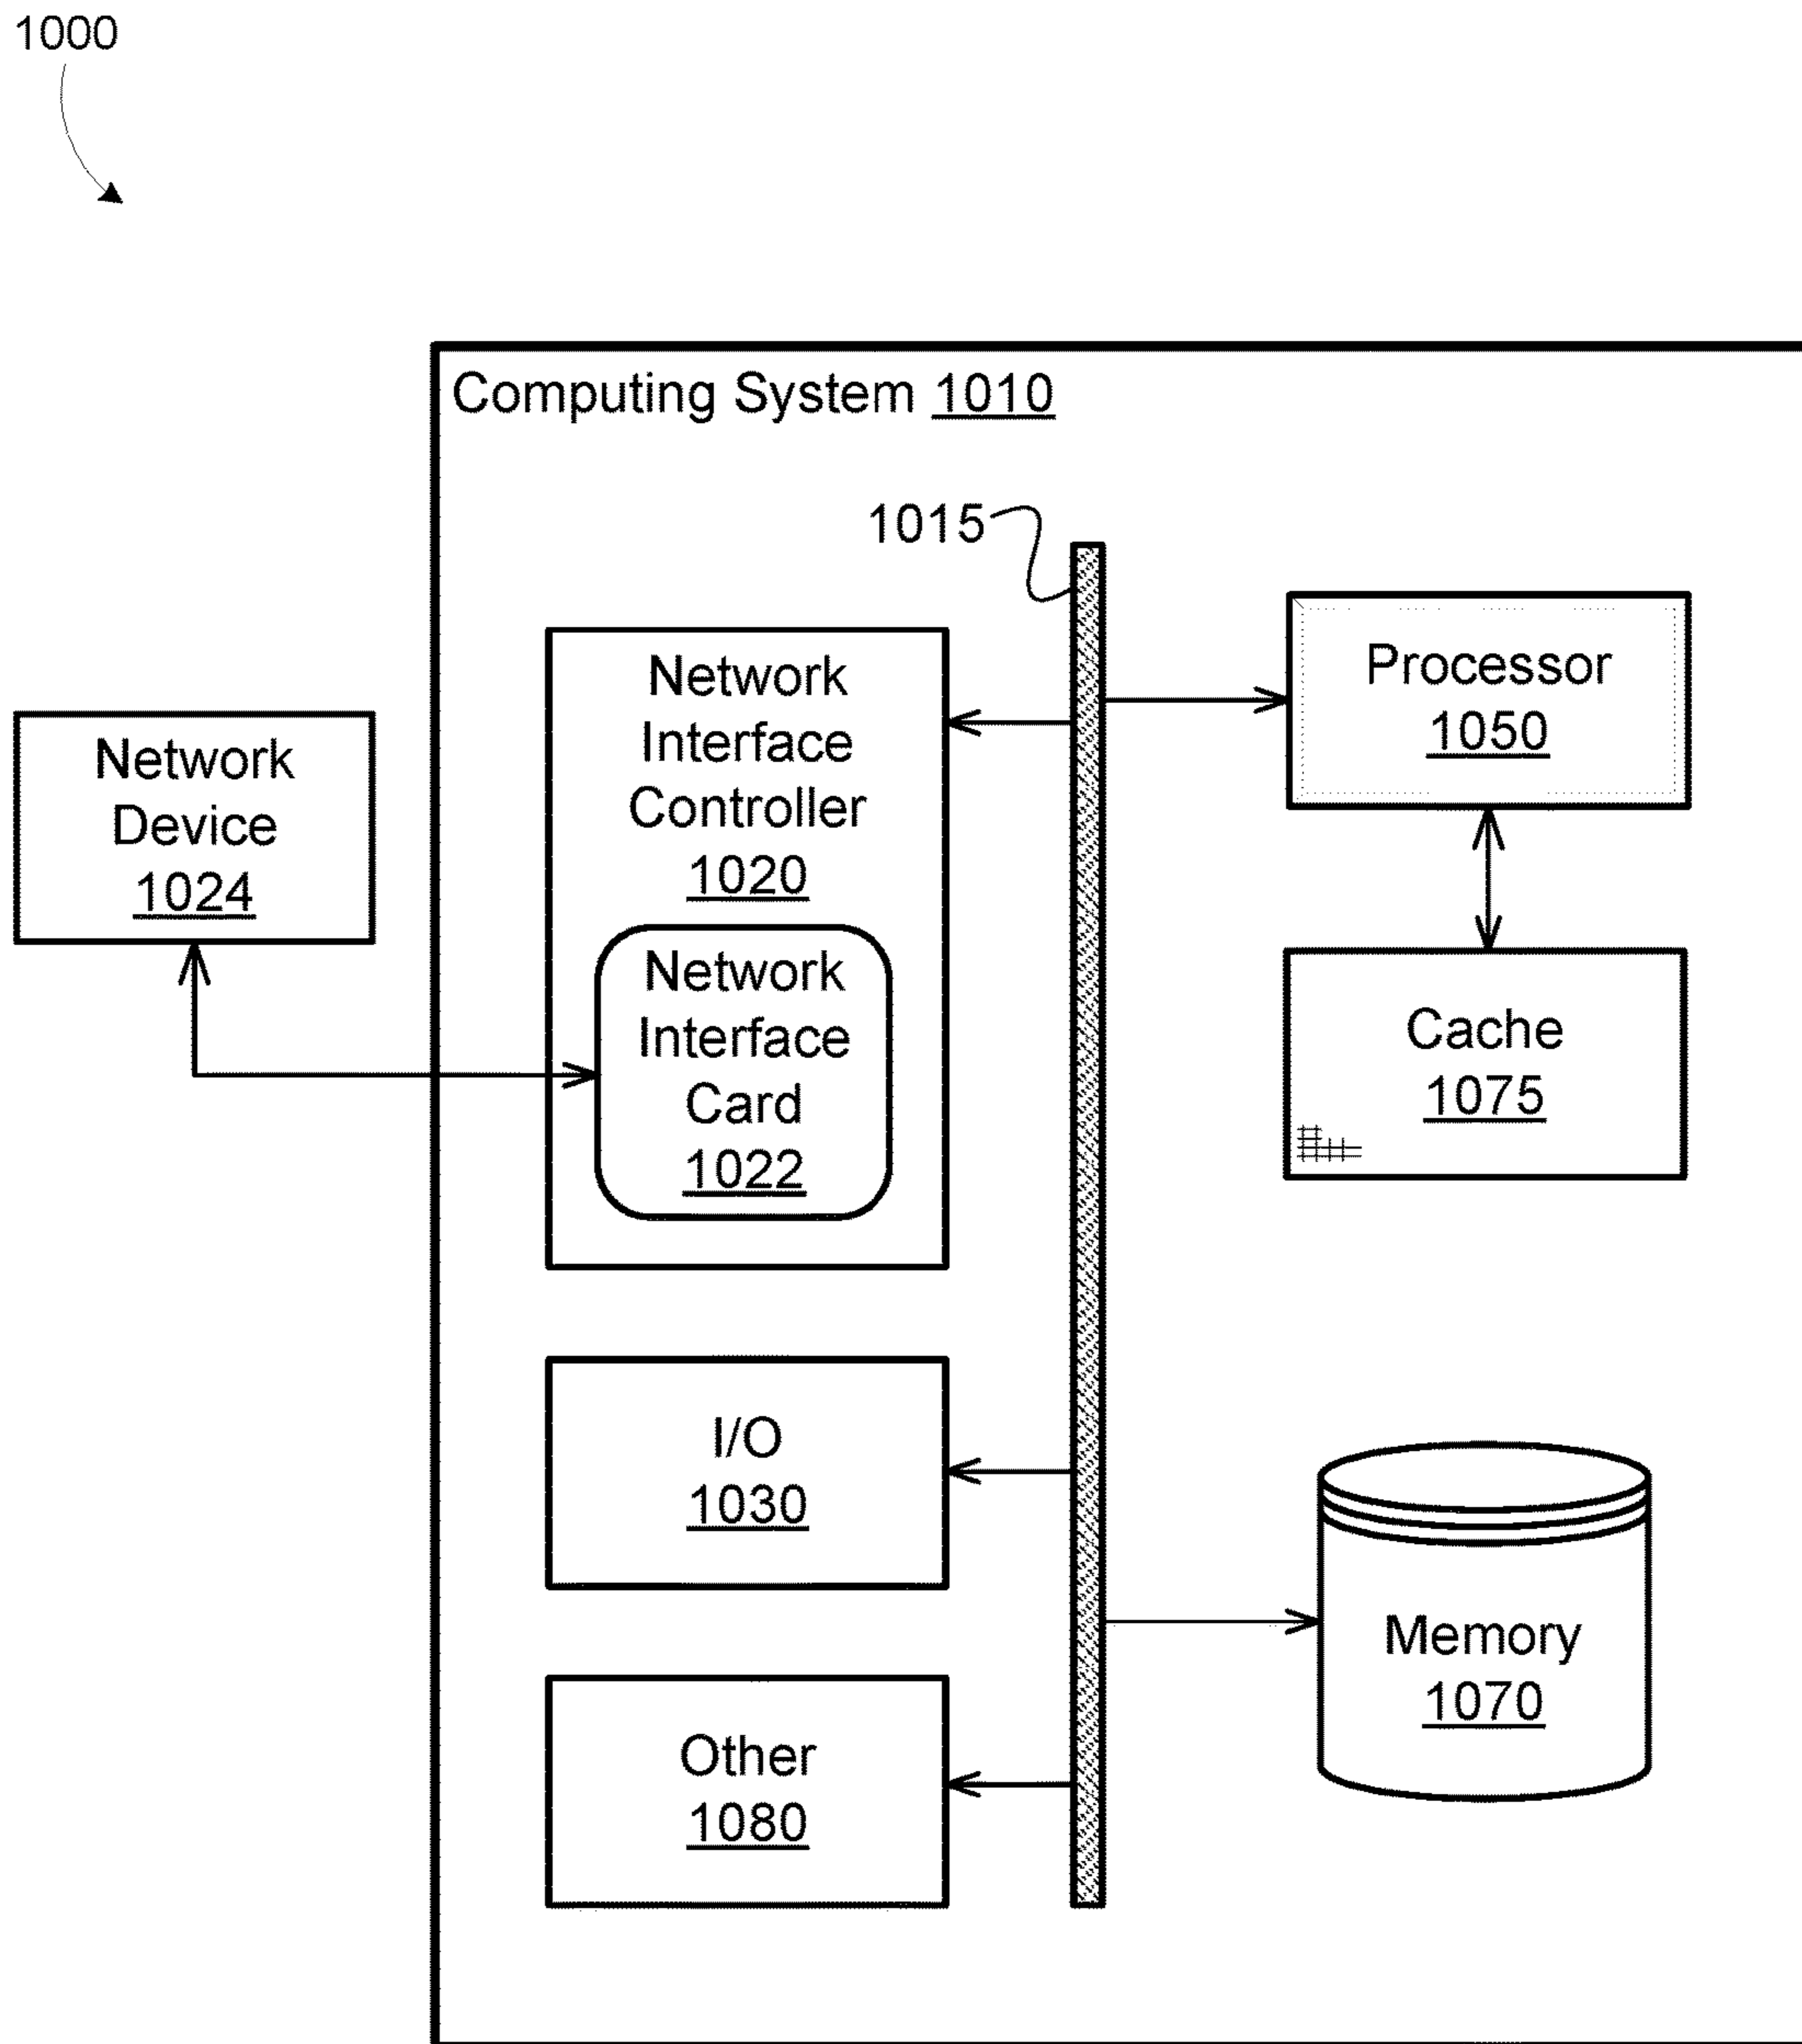 1000
Computing System 1010
1015
Network
Interface
Controller
1020
Network
Interface
Card
1022
Network
Device
1024
Processor
1050
Cache
1075
I/O
1030
Memory
1070
Other
1080